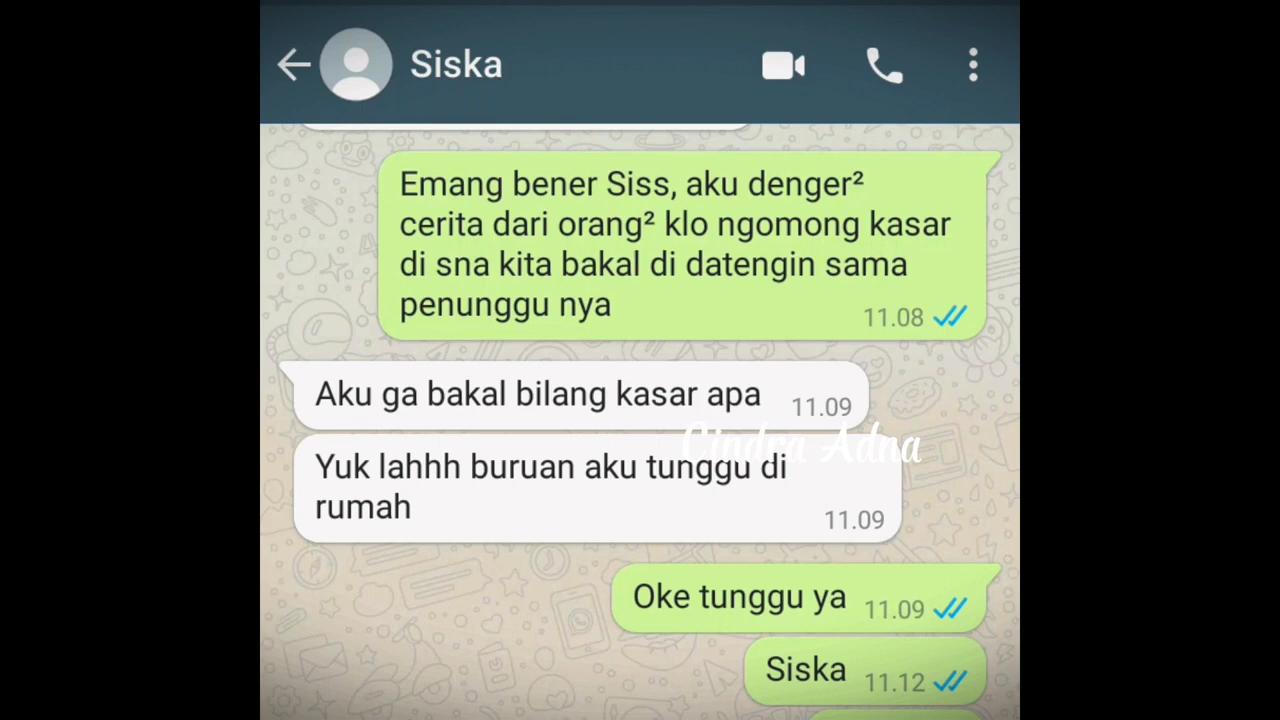 Siska
Emang bener Siss, aku denger²
cerita dari orang² klo ngomong kasar
di sna kita bakal di datengin sama
penunggu nya
11.08
Aku ga bakal bilang kasar apa
11.09
Cindra Adna
Yuk lahhh buruan aku tunggu di
rumah
11.09
Oke tunggu ya
11.09
Siska
11.12